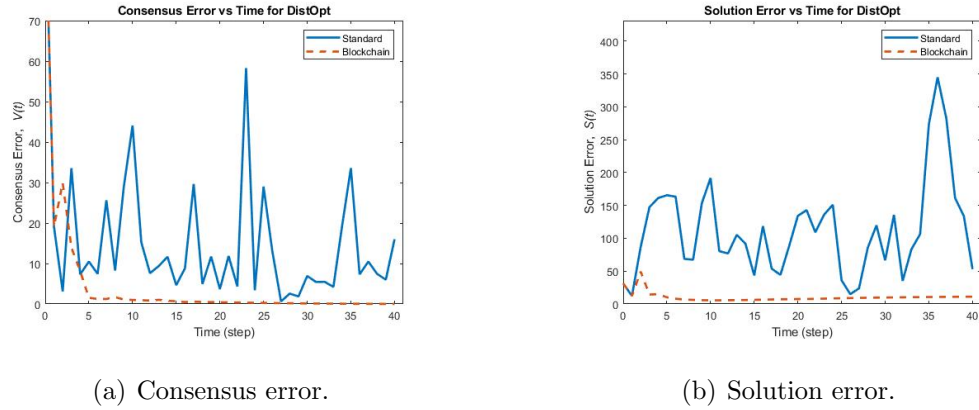 Consensus Error vs Time for DistOpt
Standard
Blockchain
Consensus Error, V(t)
70
60
50
40
30
20
10
0
0 5 10 15 20 25 30 35 40
Time (step)
(a) Consensus error.
Solution Error vs Time for DistOpt
Standard
Blockchain
Solution Error, S(t)
400
350
300
250
200
150
100
50
0
0 5 10 15 20 25 30 35 40
Time (step)
(b) Solution error.